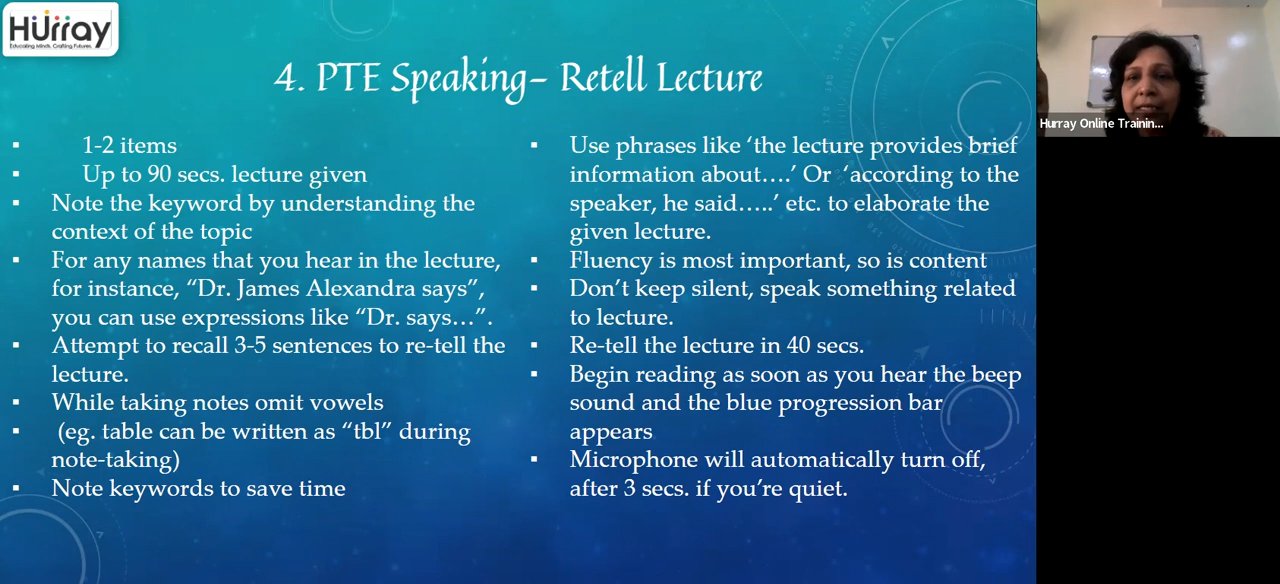 Hurray
Educating Minds, Crafting Futures.
4. PTE Speaking– Retell Lecture
▪ 1-2 items
▪ Up to 90 secs. lecture given
▪ Note the keyword by understanding the
context of the topic
▪ For any names that you hear in the lecture,
for instance, “Dr. James Alexandra says”,
you can use expressions like “Dr. says…”.
▪ Attempt to recall 3-5 sentences to re-tell the
lecture.
▪ While taking notes omit vowels
▪ (eg. table can be written as “tbl” during
note-taking)
▪ Note keywords to save time
▪ Use phrases like ‘the lecture provides brief
information about….’ Or ‘according to the
speaker, he said…..’ etc. to elaborate the
given lecture.
▪ Fluency is most important, so is content
▪ Don’t keep silent, speak something related
to lecture.
▪ Re-tell the lecture in 40 secs.
▪ Begin reading as soon as you hear the beep
sound and the blue progression bar
appears
▪ Microphone will automatically turn off,
after 3 secs. if you’re quiet.
Hurray Online Trainin...